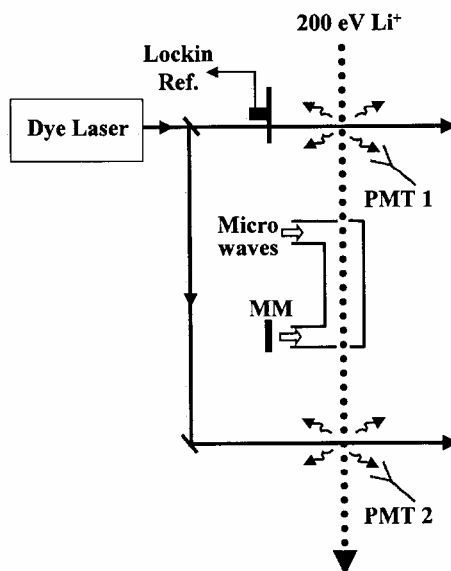 200 eV Li⁺
Lockin
Ref.
Dye Laser
PMT 1
Micro
waves
MM
PMT 2